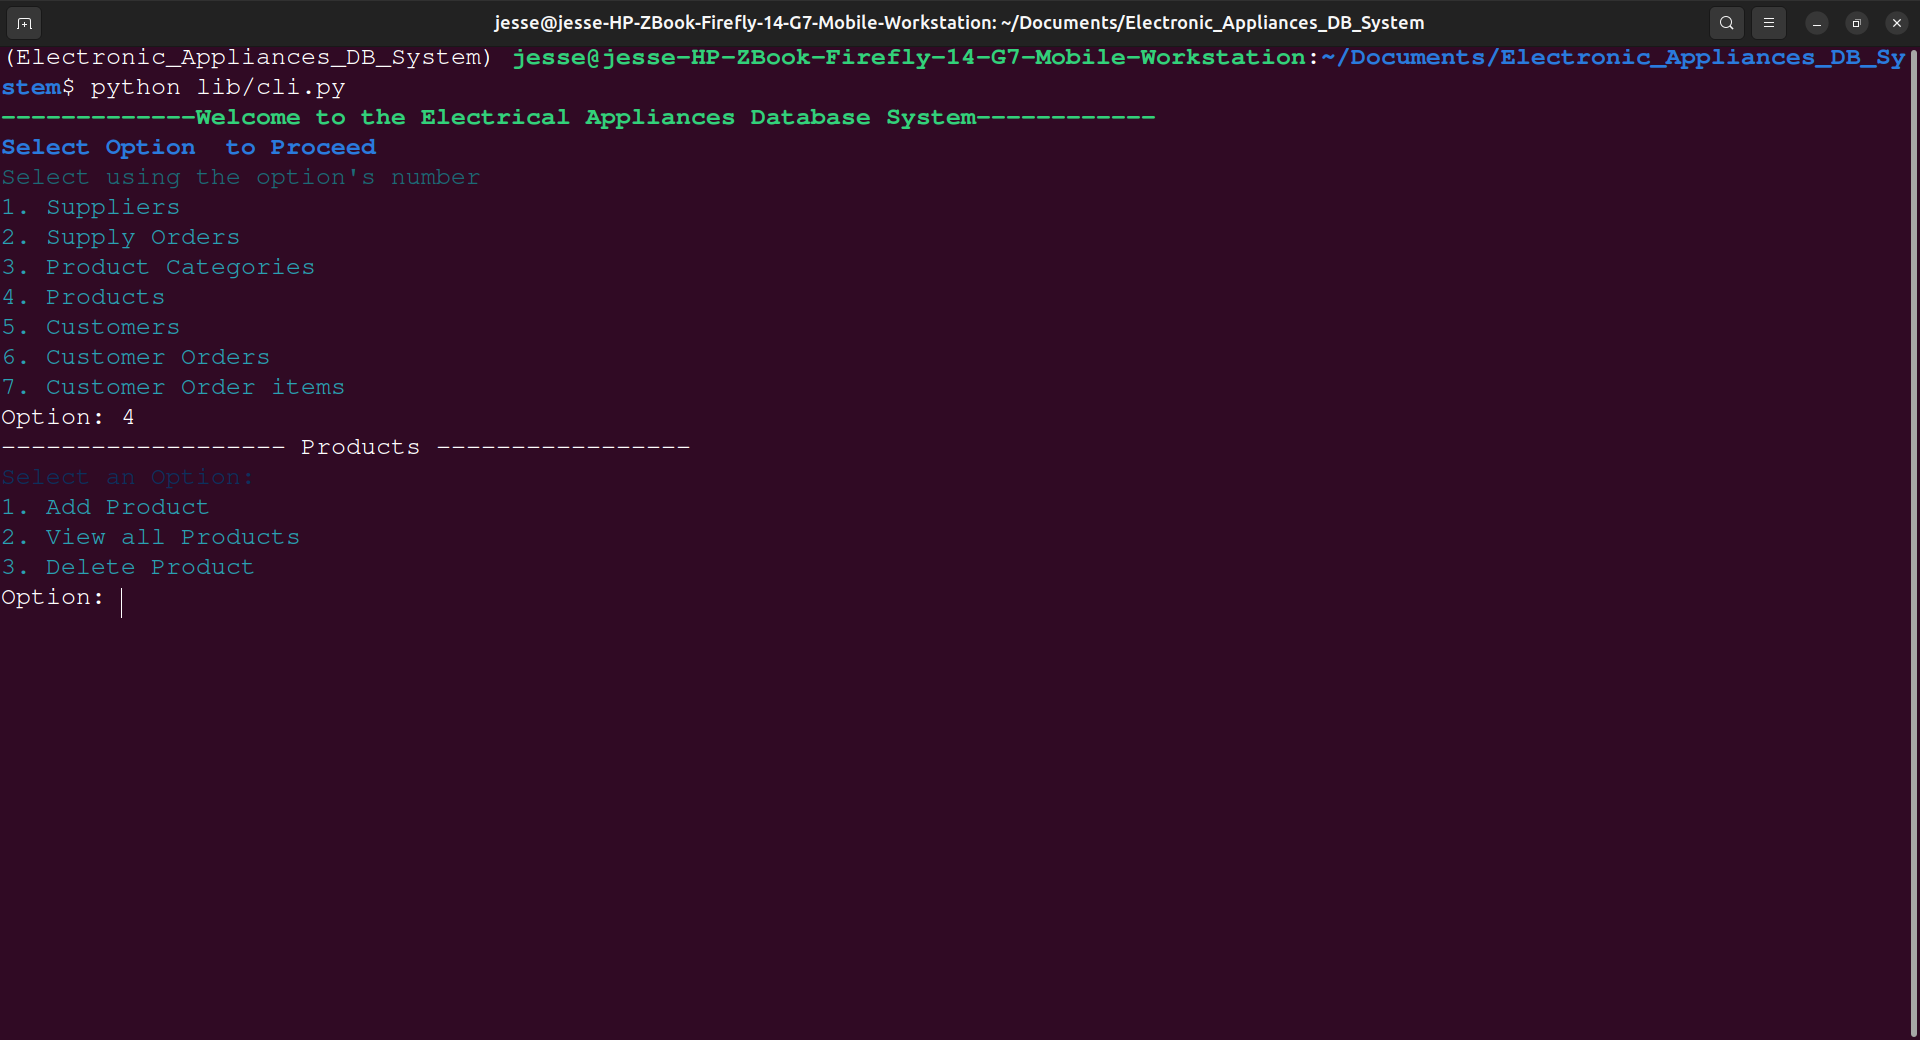 jesse@jesse-HP-ZBook-Firefly-14-G7-Mobile-Workstation: ~/Documents/Electronic_Appliances_DB_System
(Electronic_Appliances_DB_System) jesse@jesse-HP-ZBook-Firefly-14-G7-Mobile-Workstation:~/Documents/Electronic_Appliances_DB_Sy
stem$ python lib/cli.py
-------------Welcome to the Electrical Appliances Database System------------
Select Option  to Proceed
Select using the option's number
1. Suppliers
2. Supply Orders
3. Product Categories
4. Products
5. Customers
6. Customer Orders
7. Customer Order items
Option: 4
------------------- Products -----------------
Select an Option:
1. Add Product
2. View all Products
3. Delete Product
Option: